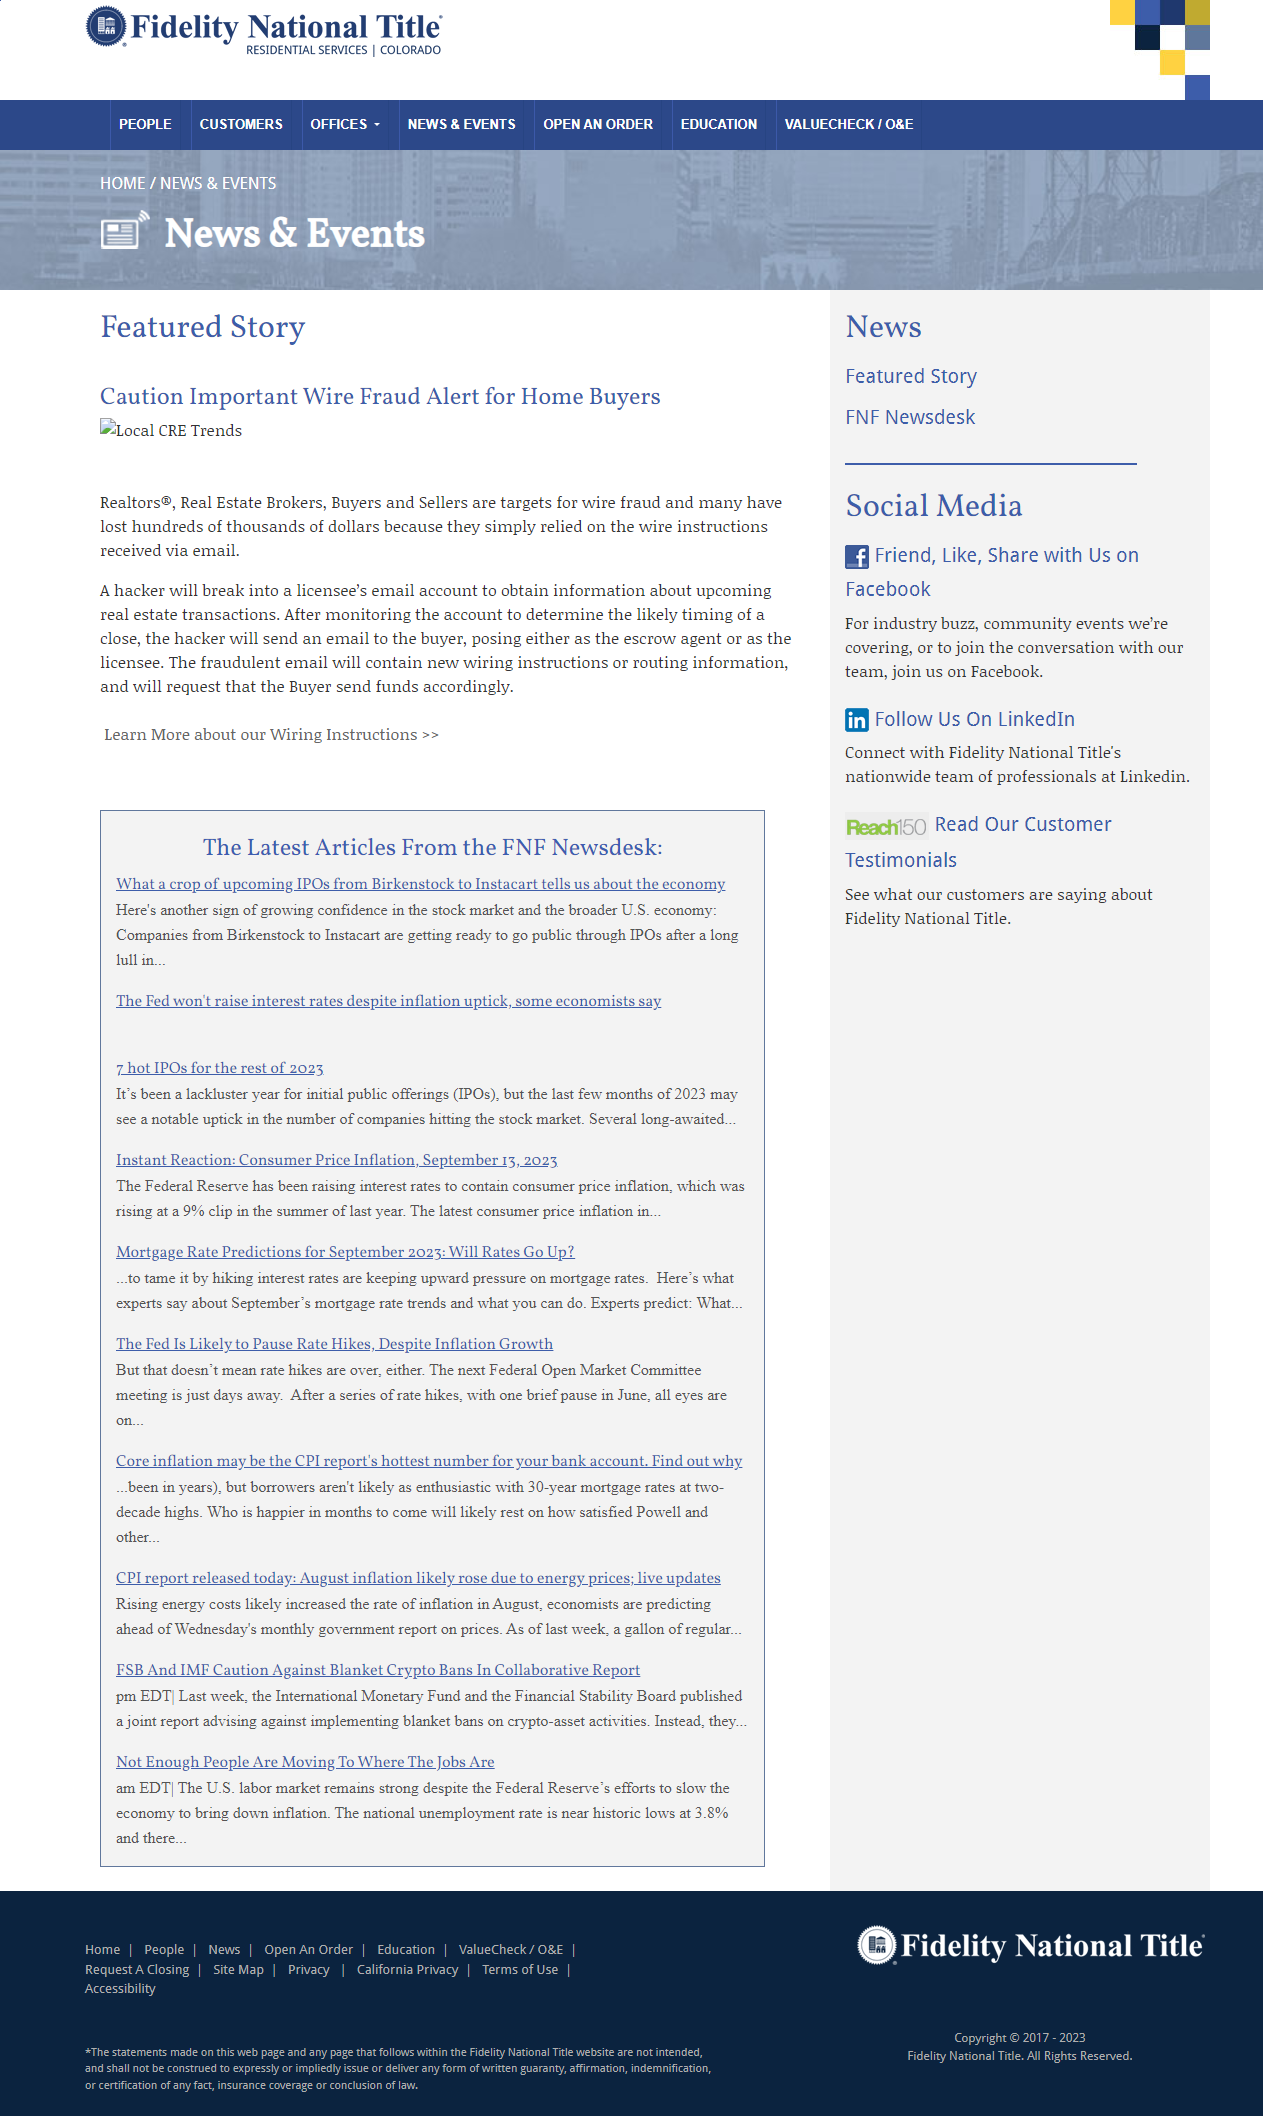 Fidelity National Title®
RESIDENTIAL SERVICES | COLORADO
PEOPLE
CUSTOMERS
OFFICES
NEWS & EVENTS
OPEN AN ORDER
EDUCATION
VALUECHECK / O&E
HOME / NEWS & EVENTS
News & Events
Featured Story
Caution Important Wire Fraud Alert for Home Buyers
Local CRE Trends
Realtors®, Real Estate Brokers, Buyers and Sellers are targets for wire fraud and many have
lost hundreds of thousands of dollars because they simply relied on the wire instructions
received via email.
A hacker will break into a licensee’s email account to obtain information about upcoming
real estate transactions. After monitoring the account to determine the likely timing of a
close, the hacker will send an email to the buyer, posing either as the escrow agent or as the
licensee. The fraudulent email will contain new wiring instructions or routing information,
and will request that the Buyer send funds accordingly.
Learn More about our Wiring Instructions >>
The Latest Articles From the FNF Newsdesk:
What a crop of upcoming IPOs from Birkenstock to Instacart tells us about the economy
Here's another sign of growing confidence in the stock market and the broader U.S. economy:
Companies from Birkenstock to Instacart are getting ready to go public through IPOs after a long
lull in...
The Fed won't raise interest rates despite inflation uptick, some economists say
7 hot IPOs for the rest of 2023
It’s been a lackluster year for initial public offerings (IPOs), but the last few months of 2023 may
see a notable uptick in the number of companies hitting the stock market. Several long-awaited...
Instant Reaction: Consumer Price Inflation, September 13, 2023
The Federal Reserve has been raising interest rates to contain consumer price inflation, which was
rising at a 9% clip in the summer of last year. The latest consumer price inflation in...
Mortgage Rate Predictions for September 2023: Will Rates Go Up?
...to tame it by hiking interest rates are keeping upward pressure on mortgage rates. Here’s what
experts say about September’s mortgage rate trends and what you can do. Experts predict: What...
The Fed Is Likely to Pause Rate Hikes, Despite Inflation Growth
But that doesn’t mean rate hikes are over, either. The next Federal Open Market Committee
meeting is just days away. After a series of rate hikes, with one brief pause in June, all eyes are
on...
Core inflation may be the CPI report's hottest number for your bank account. Find out why
...been in years), but borrowers aren't likely as enthusiastic with 30-year mortgage rates at two-
decade highs. Who is happier in months to come will likely rest on how satisfied Powell and
other...
CPI report released today: August inflation likely rose due to energy prices; live updates
Rising energy costs likely increased the rate of inflation in August, economists are predicting
ahead of Wednesday's monthly government report on prices. As of last week, a gallon of regular...
FSB And IMF Caution Against Blanket Crypto Bans In Collaborative Report
pm EDT| Last week, the International Monetary Fund and the Financial Stability Board published
a joint report advising against implementing blanket bans on crypto-asset activities. Instead, they...
Not Enough People Are Moving To Where The Jobs Are
am EDT| The U.S. labor market remains strong despite the Federal Reserve’s efforts to slow the
economy to bring down inflation. The national unemployment rate is near historic lows at 3.8%
and there...
News
Featured Story
FNF Newsdesk
Social Media
Friend, Like, Share with Us on
Facebook
For industry buzz, community events we’re
covering, or to join the conversation with our
team, join us on Facebook.
Follow Us On LinkedIn
Connect with Fidelity National Title's
nationwide team of professionals at Linkedin.
Reach150 Read Our Customer
Testimonials
See what our customers are saying about
Fidelity National Title.
Home | People | News | Open An Order | Education | ValueCheck / O&E |
Request A Closing | Site Map | Privacy | California Privacy | Terms of Use |
Accessibility
*The statements made on this web page and any page that follows within the Fidelity National Title website are not intended,
and shall not be construed to expressly or impliedly issue or deliver any form of written guaranty, affirmation, indemnification,
or certification of any fact, insurance coverage or conclusion of law.
Fidelity National Title®
Copyright © 2017 - 2023
Fidelity National Title. All Rights Reserved.